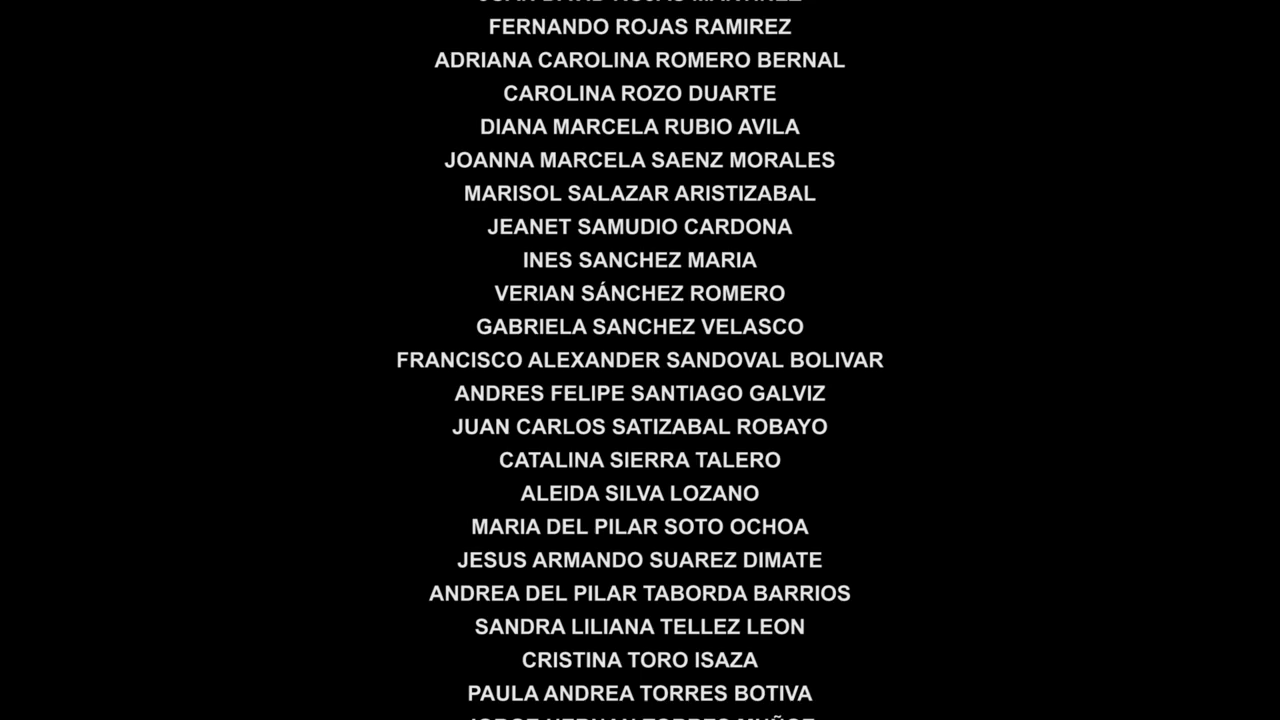 FERNANDO ROJAS RAMIREZ
ADRIANA CAROLINA ROMERO BERNAL
CAROLINA ROZO DUARTE
DIANA MARCELA RUBIO AVILA
JOANNA MARCELA SAENZ MORALES
MARISOL SALAZAR ARISTIZABAL
JEANET SAMUDIO CARDONA
INES SANCHEZ MARIA
VERIAN SÁNCHEZ ROMERO
GABRIELA SANCHEZ VELASCO
FRANCISCO ALEXANDER SANDOVAL BOLIVAR
ANDRES FELIPE SANTIAGO GALVIZ
JUAN CARLOS SATIZABAL ROBAYO
CATALINA SIERRA TALERO
ALEIDA SILVA LOZANO
MARIA DEL PILAR SOTO OCHOA
JESUS ARMANDO SUAREZ DIMATE
ANDREA DEL PILAR TABORDA BARRIOS
SANDRA LILIANA TELLEZ LEON
CRISTINA TORO ISAZA
PAULA ANDREA TORRES BOTIVA